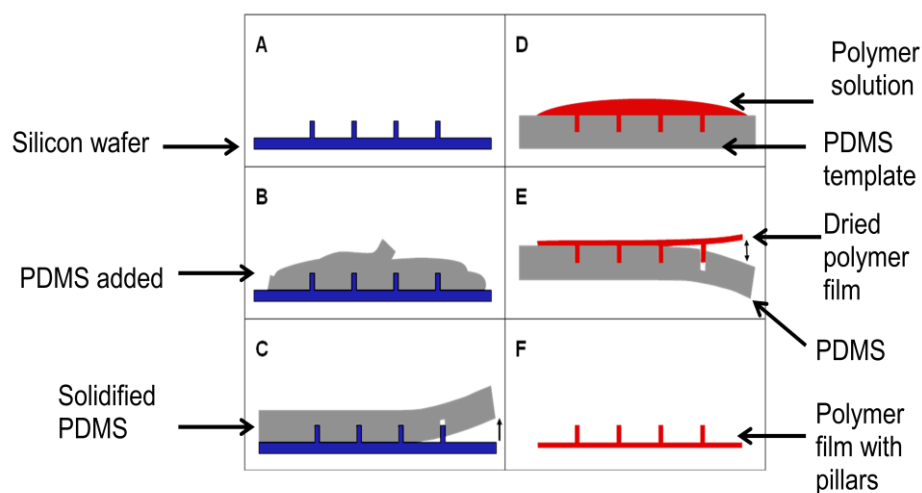 A
Silicon wafer
B
PDMS added
C
Solidified
PDMS
D
Polymer
solution
PDMS
template
E
Dried
polymer
film
PDMS
F
Polymer
film with
pillars